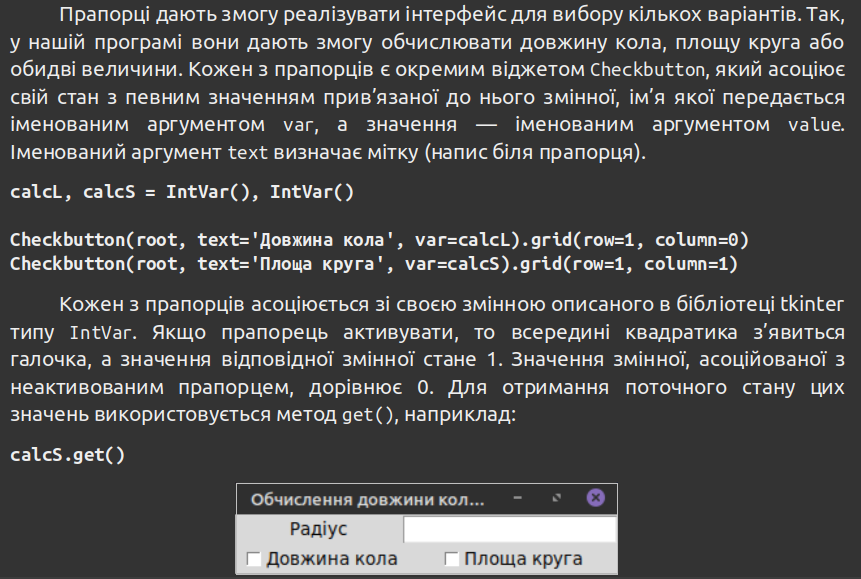 Прапорці дають змогу реалізувати інтерфейс для вибору кількох варіантів. Так,
у нашій програмі вони дають змогу обчислювати довжину кола, площу круга або
обидві величини. Кожен з прапорців є окремим віджетом Checkbutton, який асоціює
свій стан з певним значенням прив’язаної до нього змінної, ім’я якої передається
іменованим аргументом var, а значення — іменованим аргументом value.
Іменований аргумент text визначає мітку (напис біля прапорця).
calcL, calcS = IntVar(), IntVar()
Checkbutton(root, text='Довжина кола', var=calcL).grid(row=1, column=0)
Checkbutton(root, text='Площа круга', var=calcS).grid(row=1, column=1)
Кожен з прапорців асоціюється зі своєю змінною описаного в бібліотеці tkinter
типу IntVar. Якщо прапорець активувати, то всередині квадратика з’явиться
галочка, а значення відповідної змінної стане 1. Значення змінної, асоційованої з
неактивованим прапорцем, дорівнює 0. Для отримання поточного стану цих
значень використовується метод get(), наприклад:
calcS.get()
Обчислення довжини кол...
Радіус
Довжина кола Площа круга